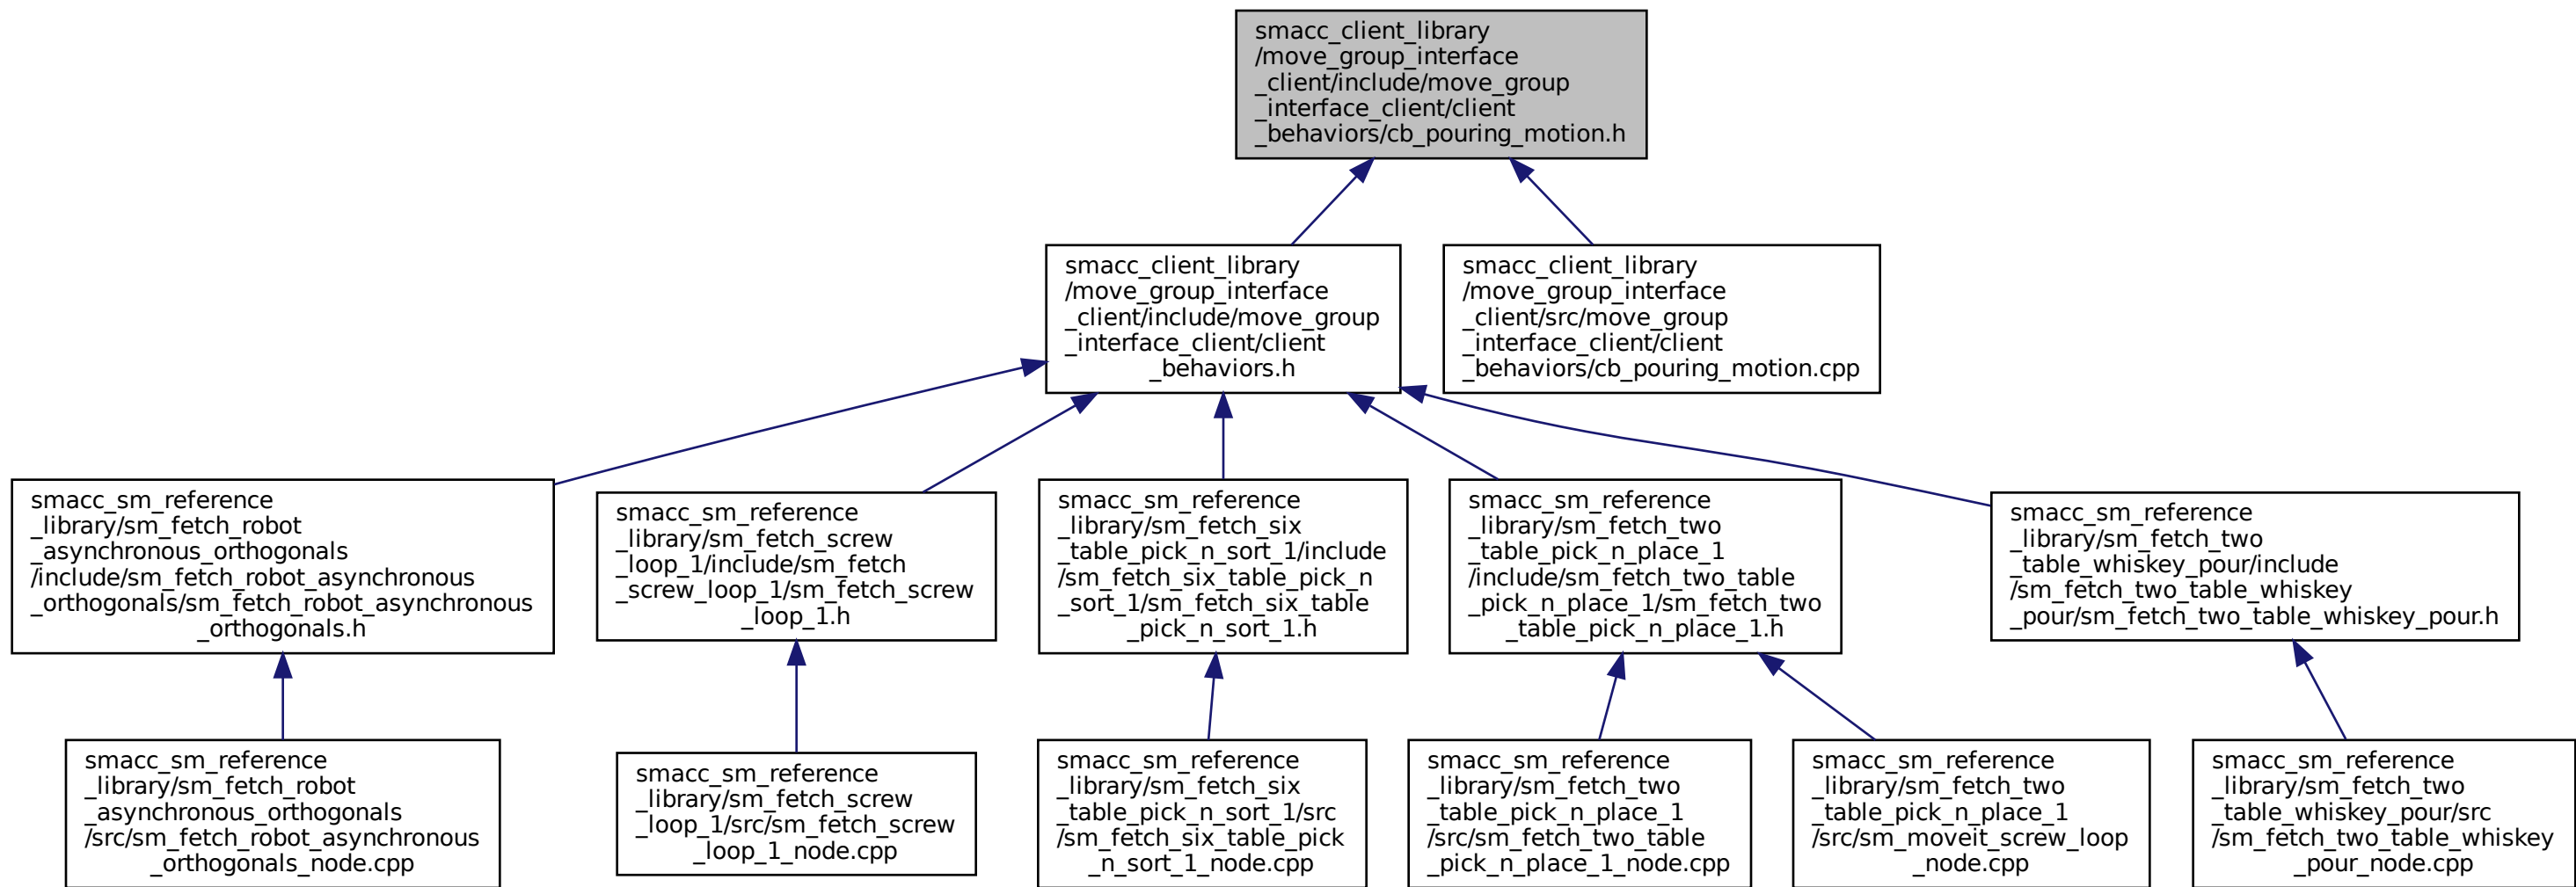 smacc_client_library
/move_group_interface
_client/include/move_group
_interface_client/client
_behaviors/cb_pouring_motion.h
smacc_client_library
/move_group_interface
_client/include/move_group
_interface_client/client
_behaviors.h
smacc_client_library
/move_group_interface
_client/src/move_group
_interface_client/client
_behaviors/cb_pouring_motion.cpp
smacc_sm_reference
_library/sm_fetch_robot
_asynchronous_orthogonals
/include/sm_fetch_robot_asynchronous
_orthogonals/sm_fetch_robot_asynchronous
_orthogonals.h
smacc_sm_reference
_library/sm_fetch_screw
_loop_1/include/sm_fetch
_screw_loop_1/sm_fetch_screw
_loop_1.h
smacc_sm_reference
_library/sm_fetch_six
_table_pick_n_sort_1/include
/sm_fetch_six_table_pick_n
_sort_1/sm_fetch_six_table
_pick_n_sort_1.h
smacc_sm_reference
_library/sm_fetch_two
_table_pick_n_place_1
/include/sm_fetch_two_table
_pick_n_place_1/sm_fetch_two
_table_pick_n_place_1.h
smacc_sm_reference
_library/sm_fetch_two
_table_whiskey_pour/include
/sm_fetch_two_table_whiskey
_pour/sm_fetch_two_table_whiskey_pour.h
smacc_sm_reference
_library/sm_fetch_robot
_asynchronous_orthogonals
/src/sm_fetch_robot_asynchronous
_orthogonals_node.cpp
smacc_sm_reference
_library/sm_fetch_screw
_loop_1/src/sm_fetch_screw
_loop_1_node.cpp
smacc_sm_reference
_library/sm_fetch_six
_table_pick_n_sort_1/src
/sm_fetch_six_table_pick
_n_sort_1_node.cpp
smacc_sm_reference
_library/sm_fetch_two
_table_pick_n_place_1
/src/sm_fetch_two_table
_pick_n_place_1_node.cpp
smacc_sm_reference
_library/sm_fetch_two
_table_pick_n_place_1
/src/sm_moveit_screw_loop
_node.cpp
smacc_sm_reference
_library/sm_fetch_two
_table_whiskey_pour/src
/sm_fetch_two_table_whiskey
_pour_node.cpp